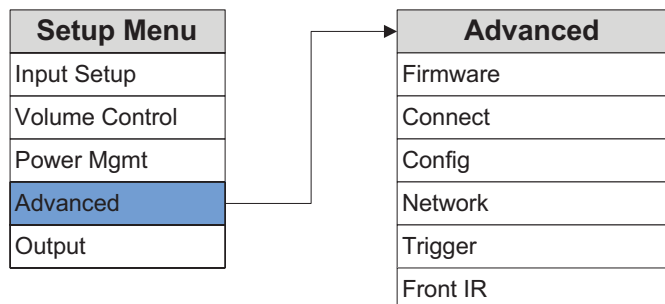 Setup Menu
Input Setup
Volume Control
Power Mgmt
Advanced
Output
Advanced
Firmware
Connect
Config
Network
Trigger
Front IR